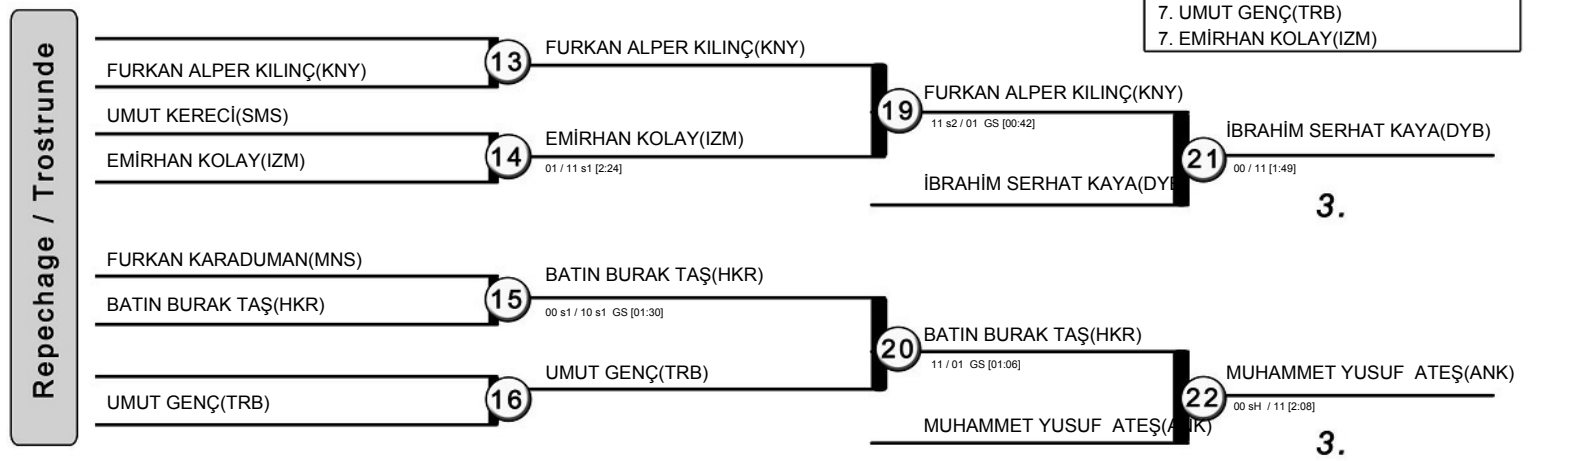 7. UMUT GENÇ(TRB)
7. EMİRHAN KOLAY(IZM)
Repechage / Trostrunde
FURKAN ALPER KILINÇ(KNY)
13
FURKAN ALPER KILINÇ(KNY)
UMUT KERECİ(SMS)
EMİRHAN KOLAY(IZM)
14
EMİRHAN KOLAY(IZM)
01 / 11 s1 [2:24]
19
FURKAN ALPER KILINÇ(KNY)
11 s2 / 01 GS [00:42]
İBRAHİM SERHAT KAYA(DYB
21
İBRAHİM SERHAT KAYA(DYB)
00 / 11 [1:49]
3.
FURKAN KARADUMAN(MNS)
BATIN BURAK TAŞ(HKR)
15
BATIN BURAK TAŞ(HKR)
00 s1 / 10 s1 GS [01:30]
UMUT GENÇ(TRB)
16
UMUT GENÇ(TRB)
20
BATIN BURAK TAŞ(HKR)
11 / 01 GS [01:06]
MUHAMMET YUSUF ATEŞ(ANK)
22
MUHAMMET YUSUF ATEŞ(ANK)
00 sH / 11 [2:08]
3.